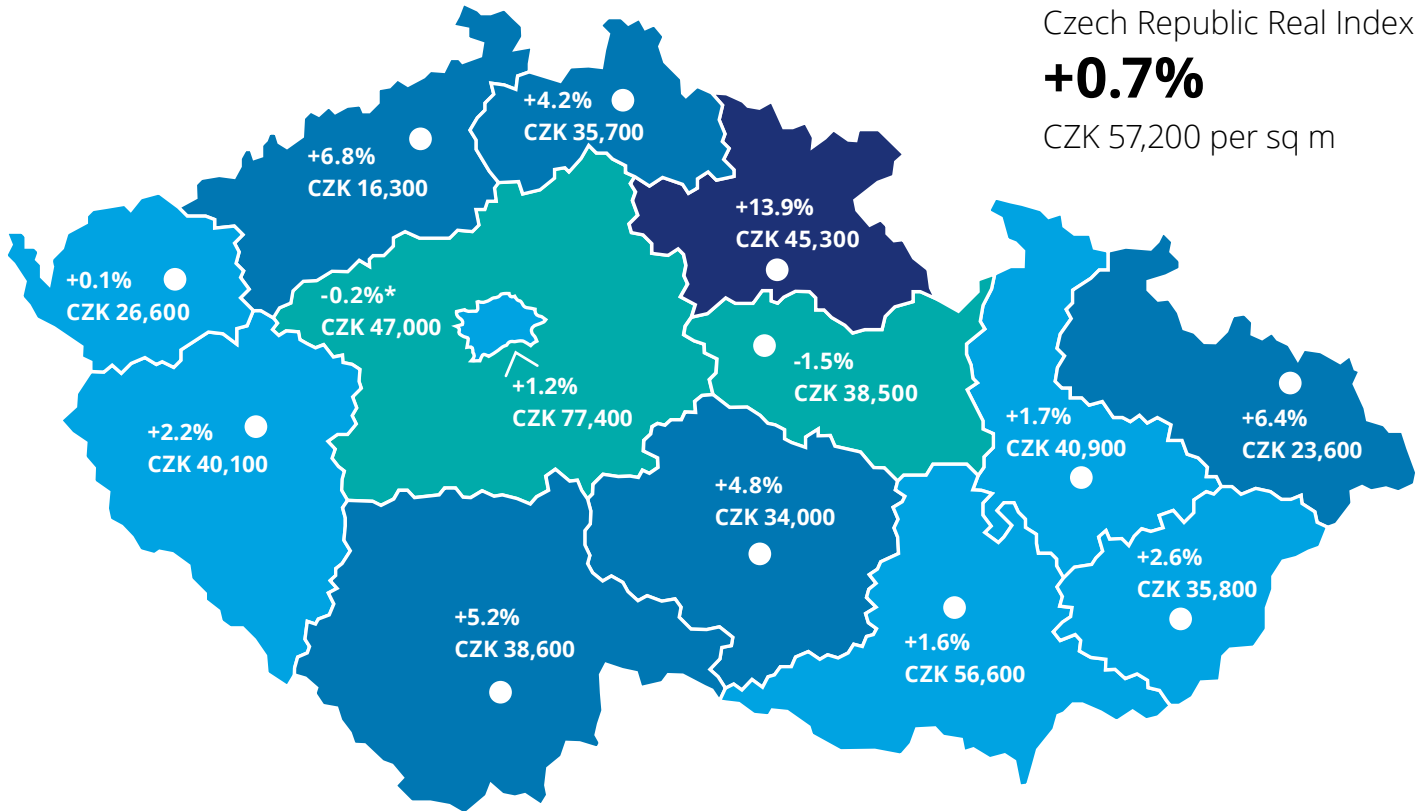 Czech Republic Real Index
+0.7%
CZK 57,200 per sq m
+4.2%
CZK 35,700
+6.8%
CZK 16,300
+13.9%
CZK 45,300
+0.1%
CZK 26,600
-0.2%*
CZK 47,000
+1.2%
CZK 77,400
-1.5%
CZK 38,500
+2.2%
CZK 40,100
+1.7%
CZK 40,900
+6.4%
CZK 23,600
+4.8%
CZK 34,000
+2.6%
CZK 35,800
+5.2%
CZK 38,600
+1.6%
CZK 56,600